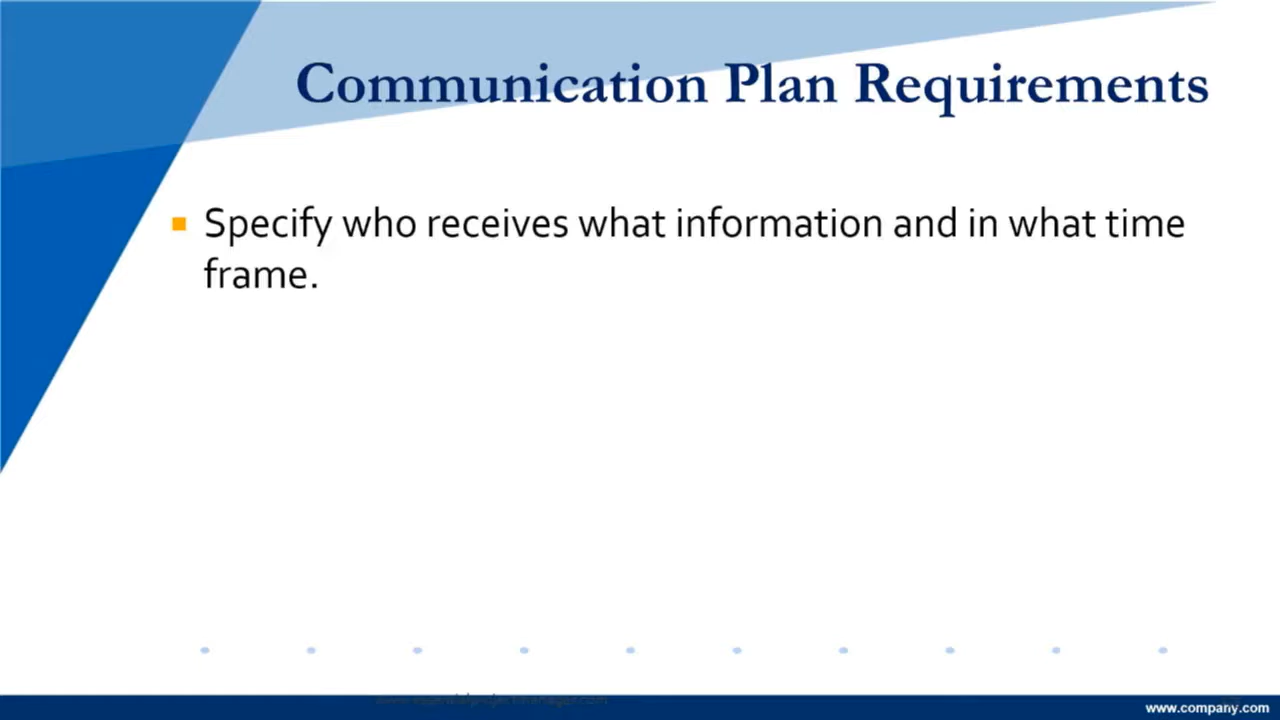 Communication Plan Requirements
Specify who receives what information and in what time
frame.
www.company.com